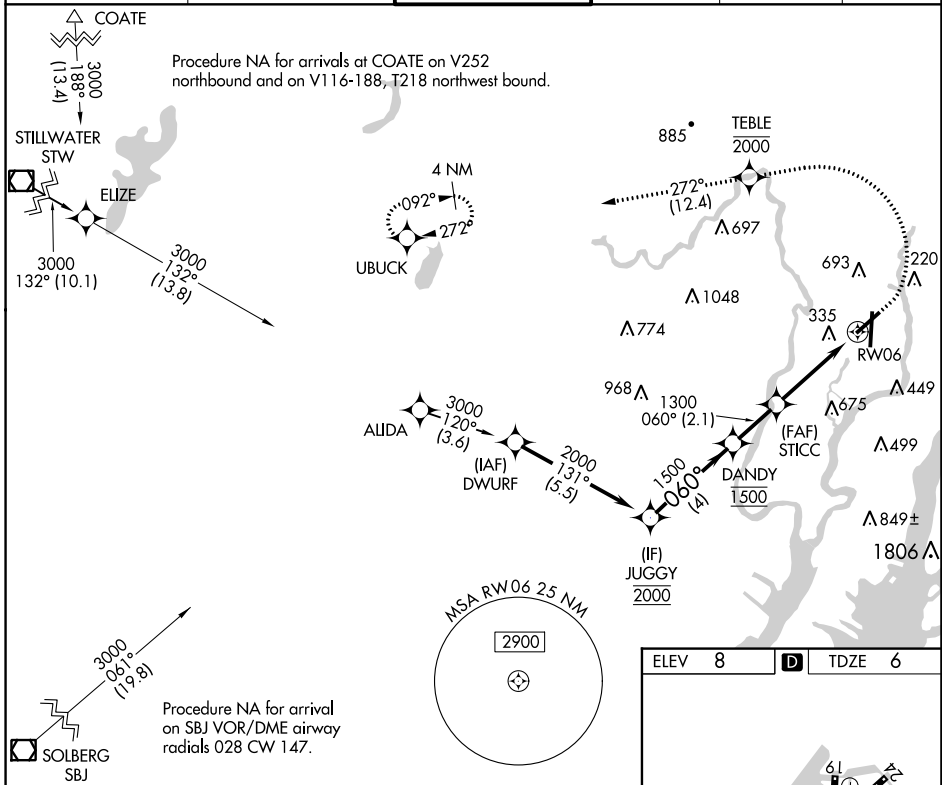 COATE
3000
188°
(13.4)
Procedure NA for arrivals at COATE on V252
northbound and on V116-188, T218 northwest bound.
STILLWATER
STW
ELIZE
3000
132° (10.1)
3000
132°
(13.8)
4 NM
092°
272°
UBUCK
885
TEBLE
2000
272°
(12.4)
697
693
220
1048
774
335
RW06
968
1300
060° (2.1)
675
449
(FAF)
STICC
499
ALIDA
3000
120°
(3.6)
(IAF)
DWURF
2000
131°
(5.5)
1500
060°
(4)
DANDY
1500
849±
1806
(IF)
JUGGY
2000
MSA RW06 25 NM
2900
3000
061°
(19.8)
SOLBERG
SBJ
Procedure NA for arrival
on SBJ VOR/DME airway
radials 028 CW 147.
ELEV 8
D
TDZE 6
19
24